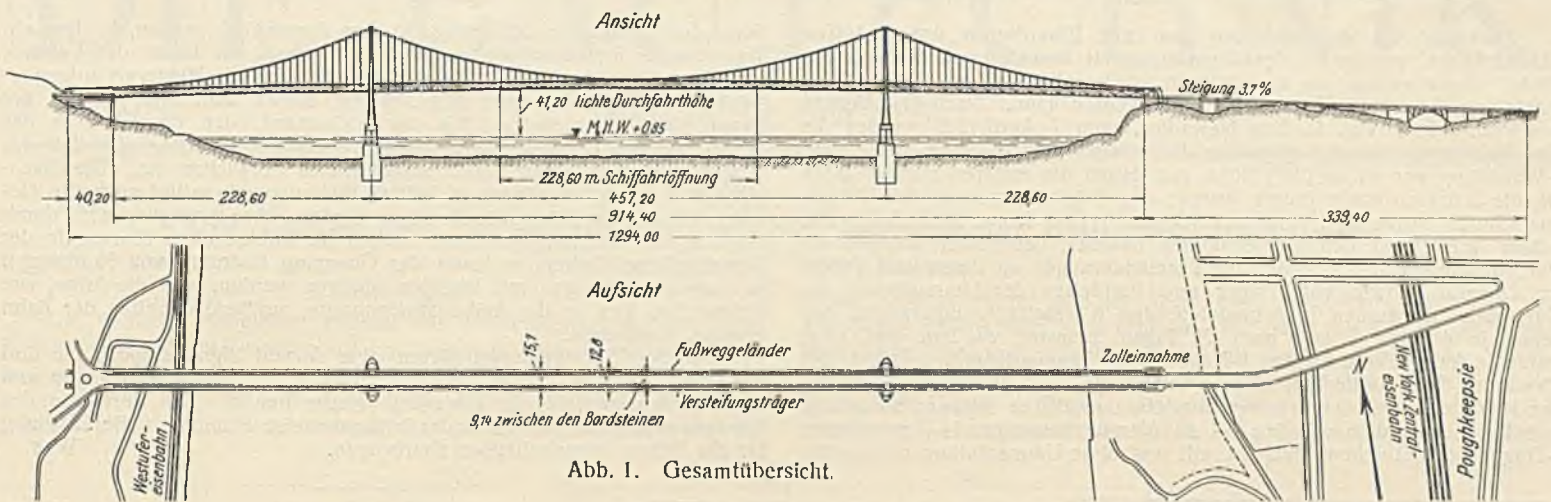 Ansicht
Steigung 3,7%
41,20 lichte Durchfahrthöhe
M.H.W. +0,85
228,60 m Schiffahrtöffnung
40,20 228,60 457,20 228,60
914,40 339,40
1294,00
Aufsicht
15,1
12,8
Fußweggeländer
Zolleinnahme
Versteifungsträger
9,14 zwischen den Bordsteinen
Westufer-
eisenbahn
N
New York Zentral-
eisenbahn
Poughkeepsie
Abb. 1. Gesamtübersicht.